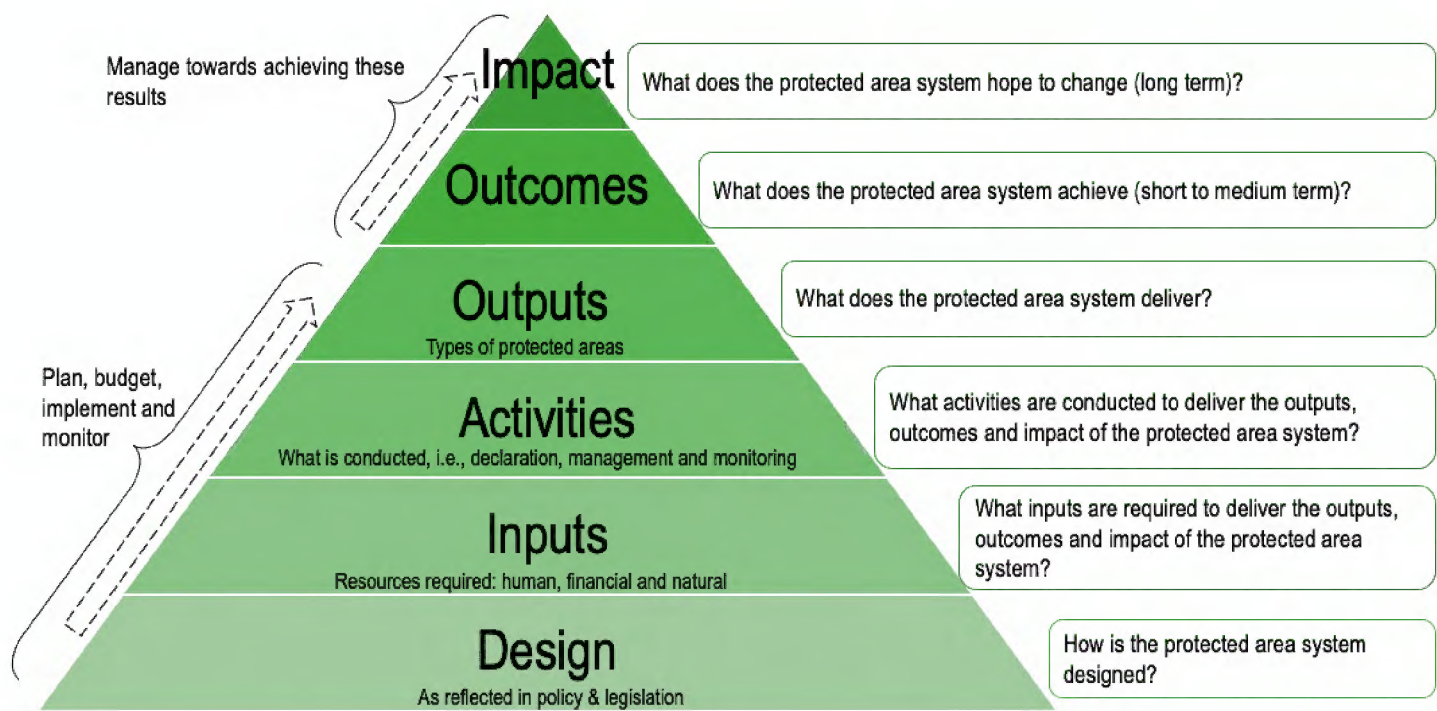 Manage towards achieving these
results
Impact
What does the protected area system hope to change (long term)?
Outcomes
What does the protected area system achieve (short to medium term)?
Outputs
Types of protected areas
What does the protected area system deliver?
Plan, budget,
implement and
monitor
Activities
What is conducted, i.e., declaration, management and monitoring
What activities are conducted to deliver the outputs,
outcomes and impact of the protected area system?
Inputs
Resources required: human, financial and natural
What inputs are required to deliver the outputs,
outcomes and impact of the protected area
system?
Design
As reflected in policy & legislation
How is the protected area system
designed?